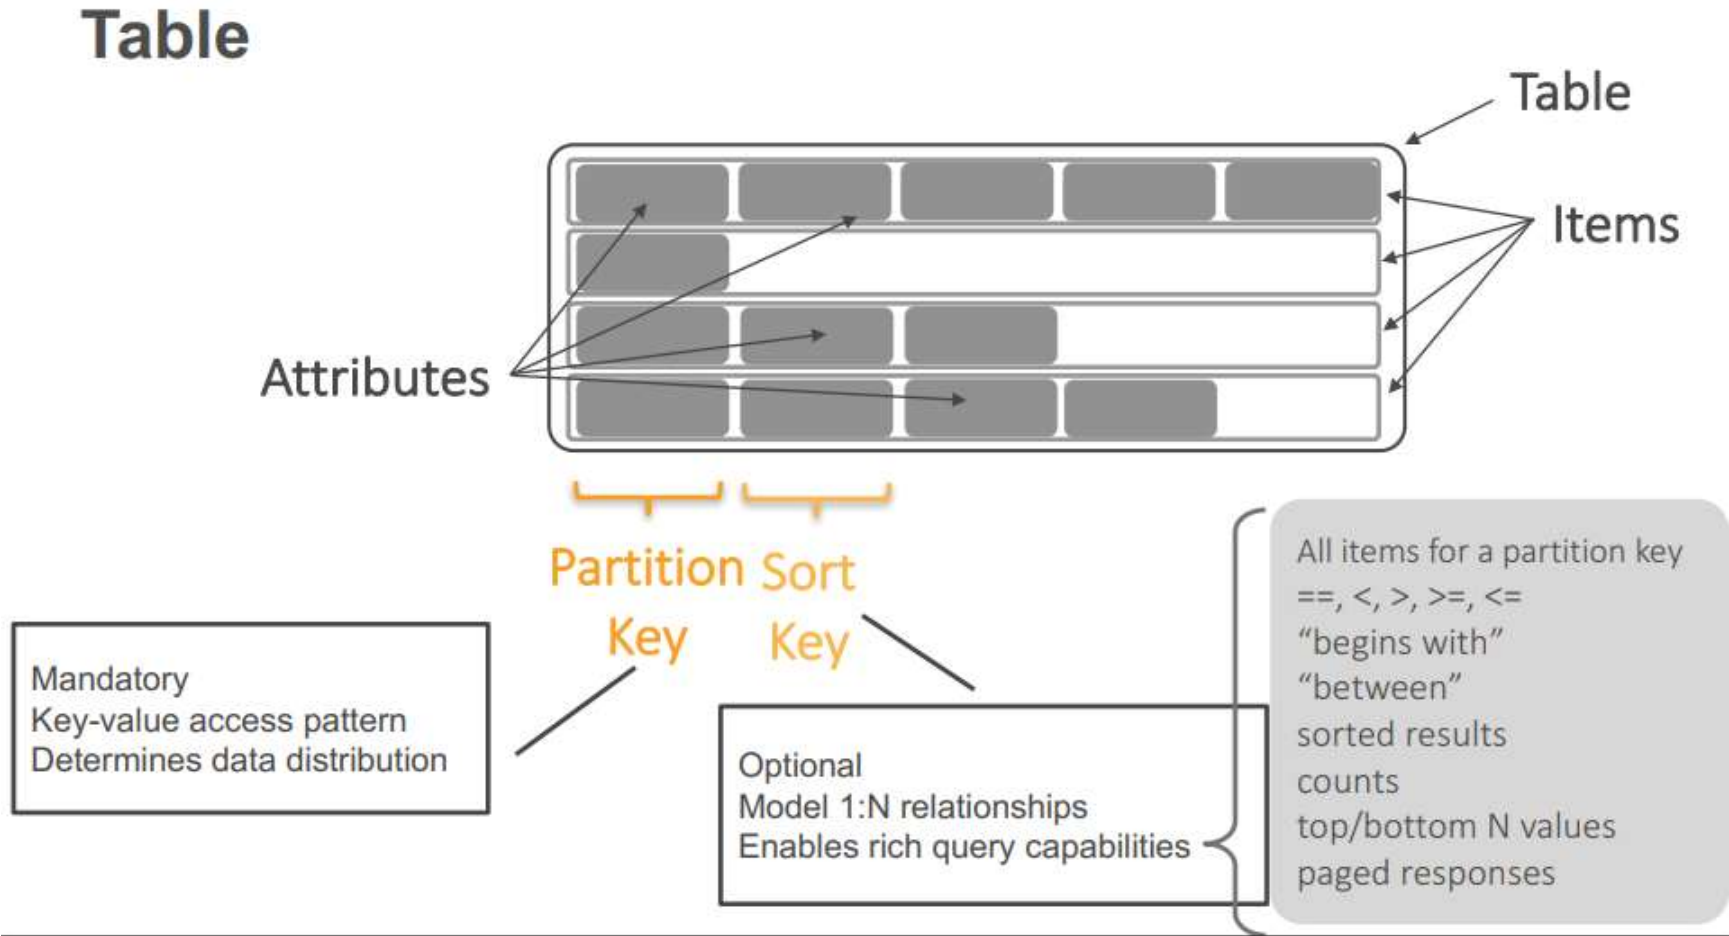 Table
Table
Items
Attributes
Partition
Key
Sort
Key
Mandatory
Key-value access pattern
Determines data distribution
Optional
Model 1:N relationships
Enables rich query capabilities
All items for a partition key
==, <, >, >=, <=
“begins with”
“between”
sorted results
counts
top/bottom N values
paged responses